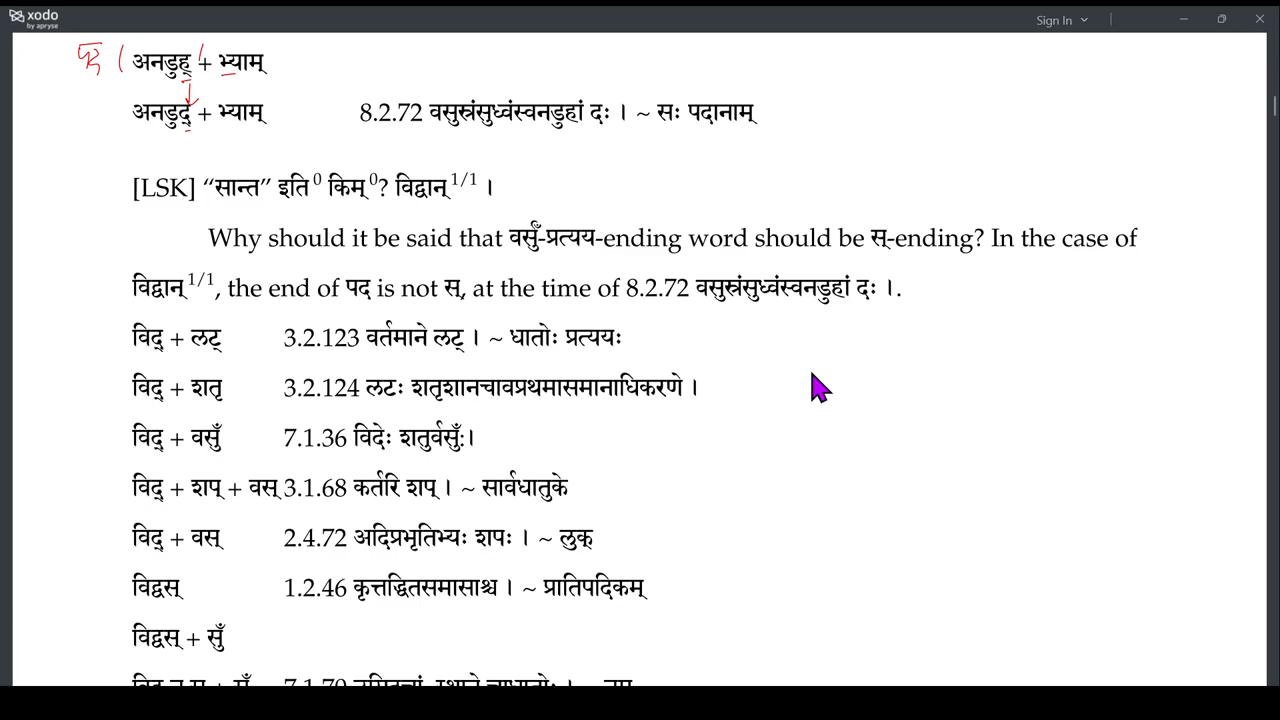 xodo
by apryse
Sign In
अनडुह् + भ्याम्
अनडुद् + भ्याम् 8.2.72 वसुस्रंसुध्वंस्वनडुहां दः । ~ सः पदानाम्
[LSK] “सान्त” इति 0 किम् 0? विद्वान् 1/1 ।
Why should it be said that वसुँ-प्रत्यय-ending word should be स्-ending? In the case of
विद्वान् 1/1, the end of पद is not स्, at the time of 8.2.72 वसुस्रंसुध्वंस्वनडुहां दः ।.
विद् + लट् 3.2.123 वर्तमाने लट् । ~ धातोः प्रत्ययः
विद् + शतृ 3.2.124 लटः शतृशानचावप्रथमासमानाधिकरणे ।
विद् + वसुँ 7.1.36 विदेः शतुर्वसुँः ।
विद् + शप् + वस् 3.1.68 कर्तरि शप् । ~ सार्वधातुके
विद् + वस् 2.4.72 अदिप्रभृतिभ्यः शपः । ~ लुक्
विद्वस् 1.2.46 कृत्तद्धितसमासाश्च । ~ प्रातिपदिकम्
विद्वस् + सुँ